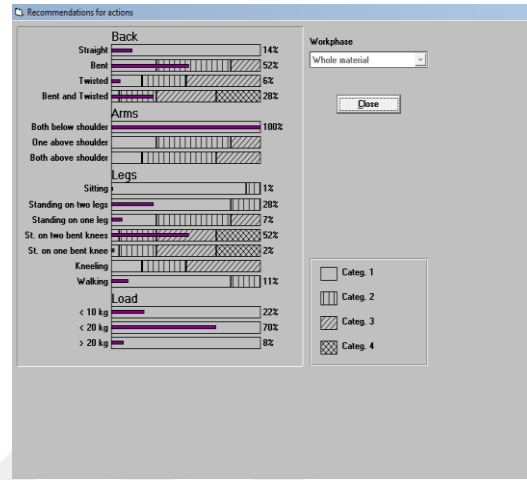 Recommendations for actions
Back
Straight 14%
Bent 52%
Twisted 6%
Bent and Twisted 28%
Arms
Both below shoulder 100%
One above shoulder
Both above shoulder
Legs
Sitting 1%
Standing on two legs 28%
Standing on one leg 7%
St. on two bent knees 52%
St. on one bent knee 2%
Kneeling
Walking 11%
Load
< 10 kg 22%
< 20 kg 70%
> 20 kg 8%
Workphase
Whole material
Close
Categ. 1
Categ. 2
Categ. 3
Categ. 4